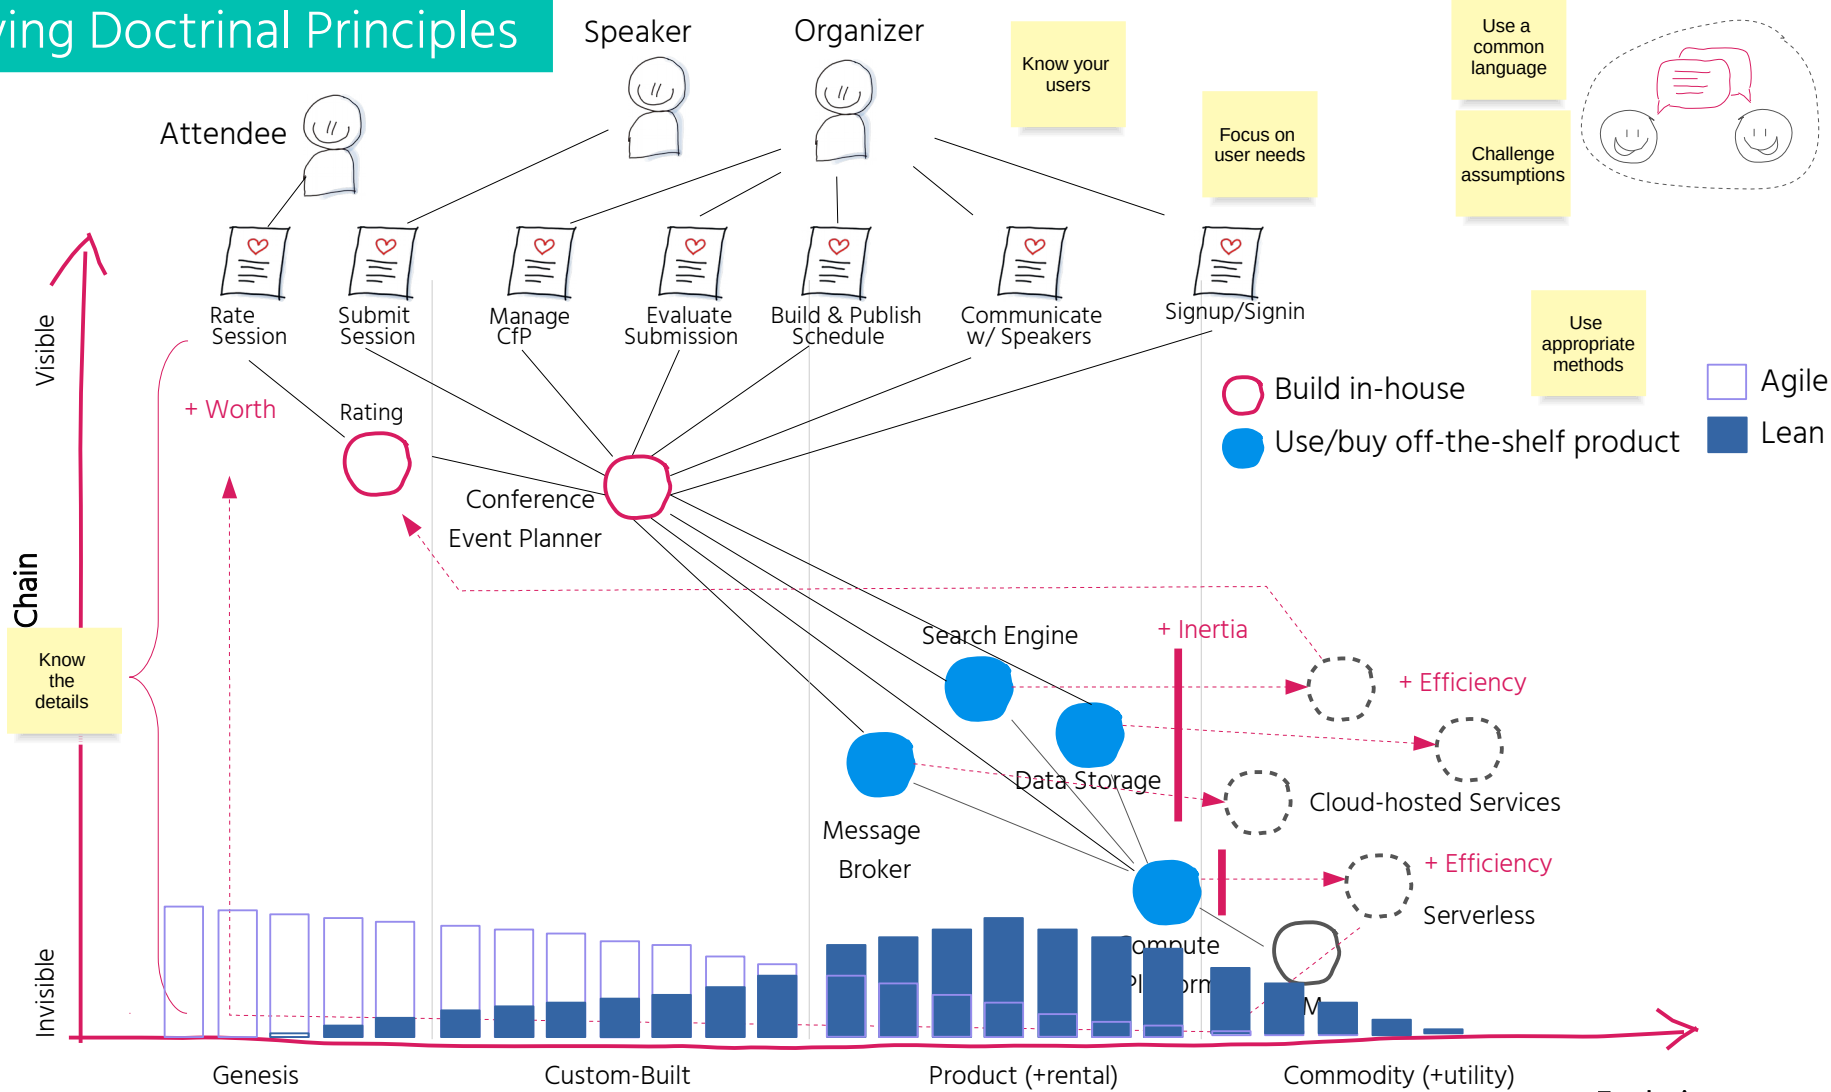 ving Doctrinal Principles
Speaker
Organizer
Attendee
Know your
users
Focus on
user needs
Use a
common
language
Challenge
assumptions
Rate
Session
Submit
Session
Manage
CfP
Evaluate
Submission
Build & Publish
Schedule
Communicate
w/ Speakers
Signup/Signin
Use
appropriate
methods
Build in-house
Use/buy off-the-shelf product
Agile
Lean
Visible
+ Worth
Rating
Conference
Event Planner
Chain
Know
the
details
Search Engine
+ Inertia
+ Efficiency
Data Storage
Cloud-hosted Services
Message
Broker
+ Efficiency
Serverless
Invisible
Genesis
Custom-Built
Product (+rental)
Commodity (+utility)